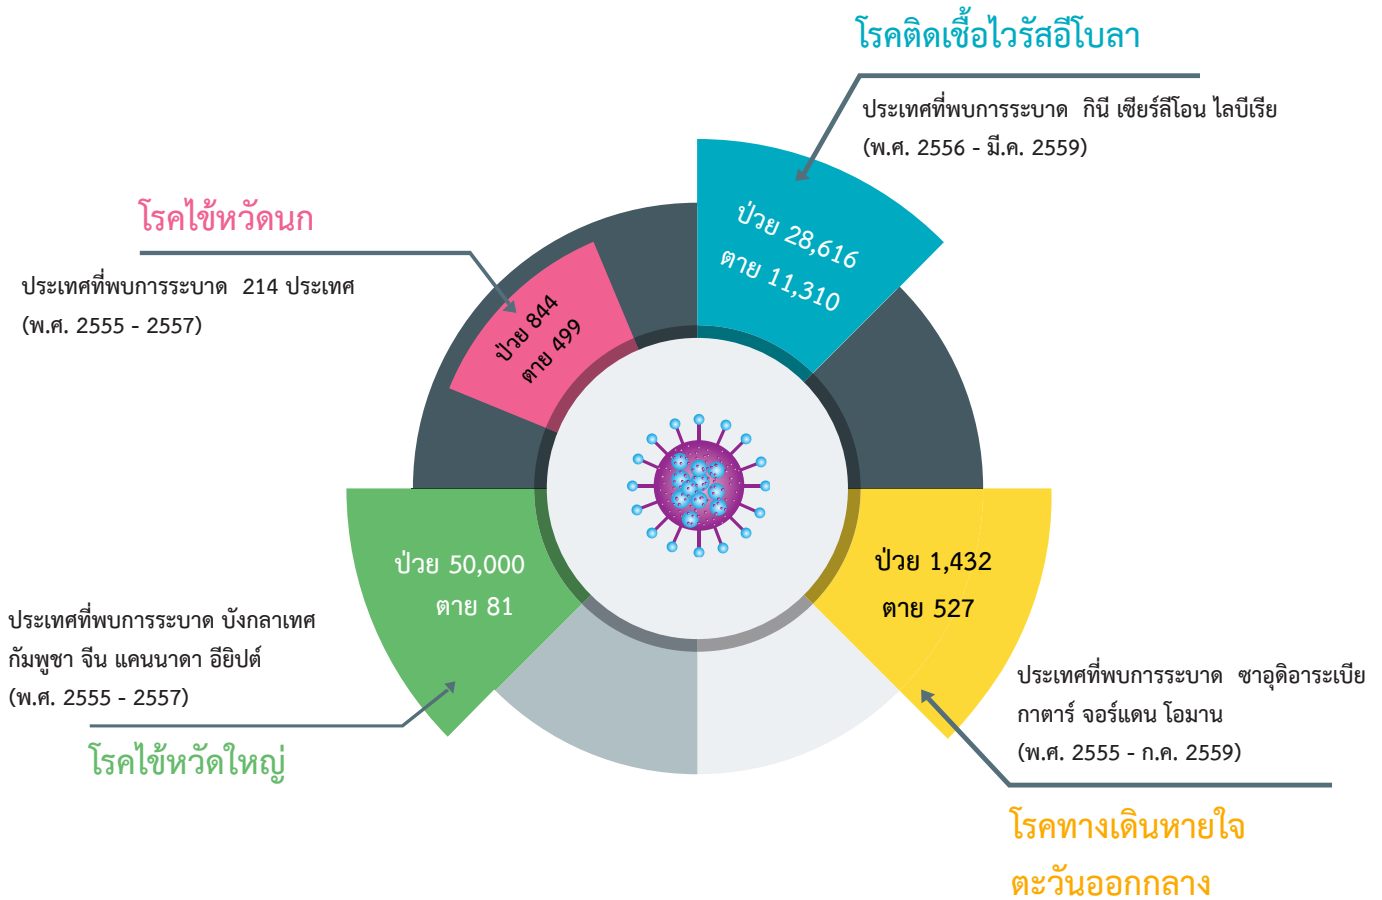 โรคติดเชื้อไวรัสอีโบลา
ประเทศที่พบการระบาด กินี เซียร์ลีโอน ไลบีเรีย
(พ.ศ. 2556 - มี.ค. 2559)
ป่วย 28,616
ตาย 11,310
โรคไข้หวัดนก
ประเทศที่พบการระบาด 214 ประเทศ
(พ.ศ. 2555 - 2557)
ป่วย 844
ตาย 499
ป่วย 50,000
ตาย 81
ประเทศที่พบการระบาด บังกลาเทศ
กัมพูชา จีน แคนนาดา อียิปต์
(พ.ศ. 2555 - 2557)
โรคไข้หวัดใหญ่
ป่วย 1,432
ตาย 527
ประเทศที่พบการระบาด ซาอุดิอาระเบีย
กาตาร์ จอร์แดน โอมาน
(พ.ศ. 2555 - ก.ค. 2559)
โรคทางเดินหายใจ
ตะวันออกกลาง